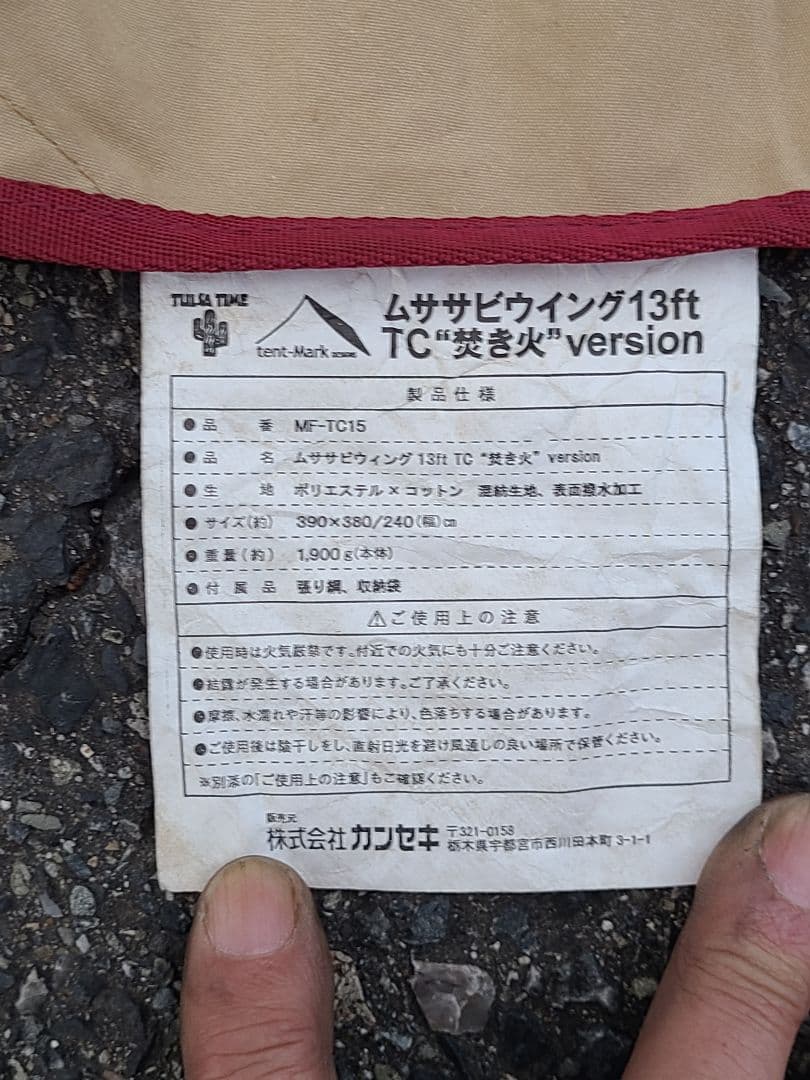 TULSA TIME
tent-Mark DESIGNS
ムササビウイング13ft
TC“焚き火”version
製品仕様
●品番 MF-TC15
●品名 ムササビウィング 13ft TC “焚き火” version
●生地 ポリエステル×コットン 混紡生地、表面撥水加工
●サイズ(約) 390×380/240(幅)㎝
●重量(約) 1,900g(本体)
●付属品 張り綱、収納袋
⚠ご使用上の注意
●使用時は火気厳禁です。付近での火気にも十分ご注意ください。
●結露が発生する場合があります。ご了承ください。
●摩擦、水濡れや汗等の影響により、色落ちする場合があります。
●ご使用後は陰干しをし、直射日光を避け風通しの良い場所で保管ください。
※別添の「ご使用上の注意」もご確認ください。
販売元
株式会社カンセキ 〒321-0158
栃木県宇都宮市西川田本町3-1-1